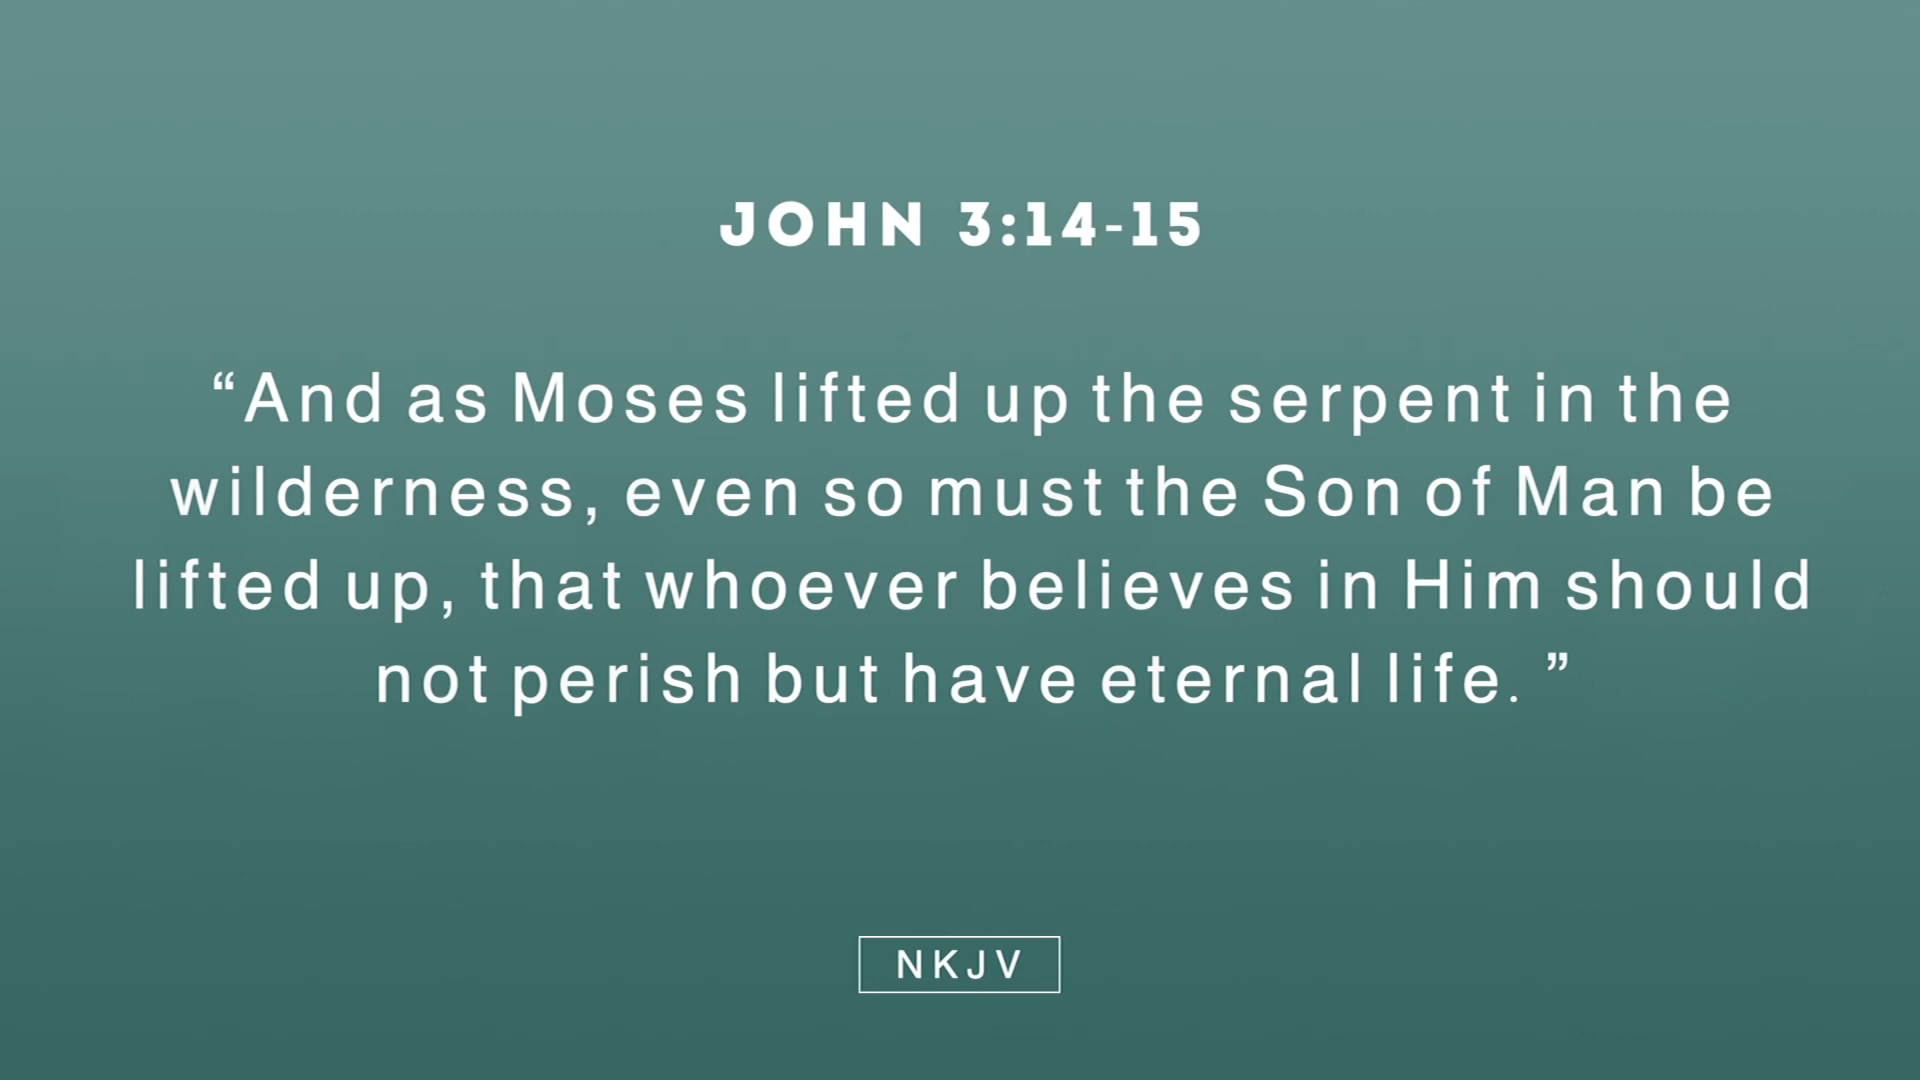 JOHN 3:14-15
“And as Moses lifted up the serpent in the
wilderness, even so must the Son of Man be
lifted up, that whoever believes in Him should
not perish but have eternal life. ”
NKJV